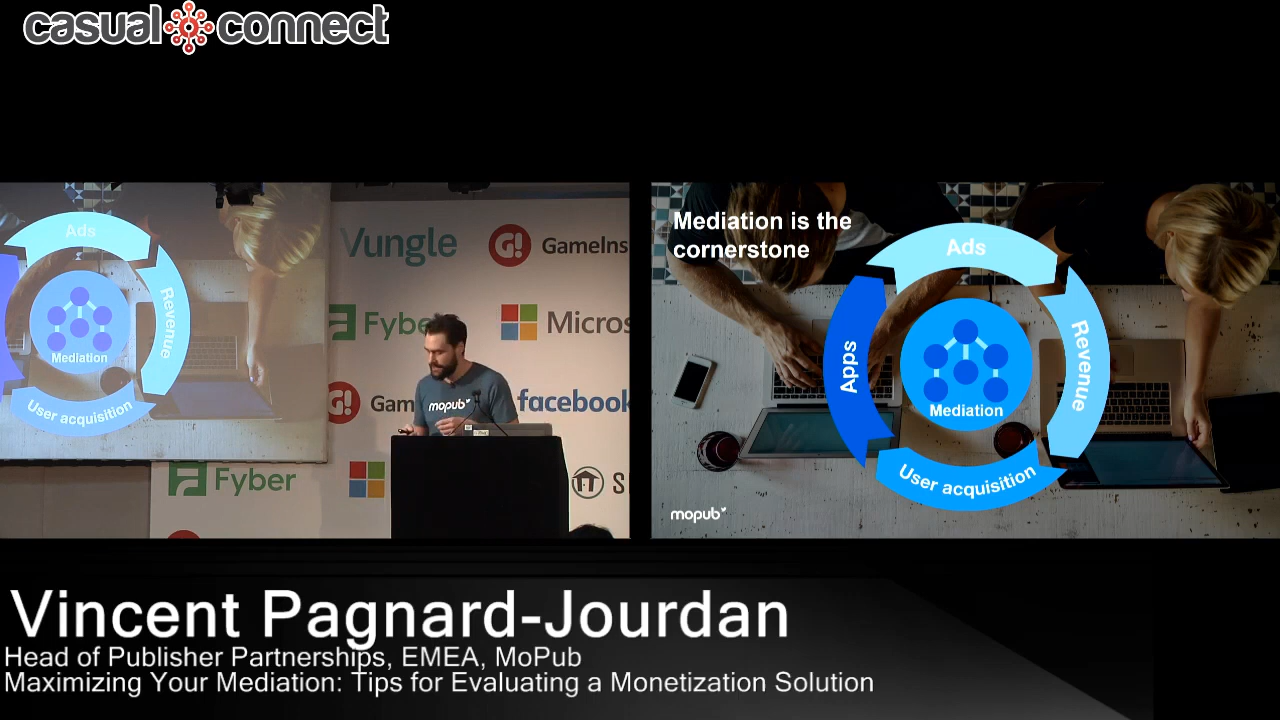 casual connect
Ads
Revenue
User acquisition
Mediation
Vungle
G!
GameIns
Fybe
Micros
G!
Gam
facebook
mopub
Fyber
S
Mediation is the
cornerstone
Ads
Apps
Revenue
Mediation
User acquisition
mopub
Vincent Pagnard-Jourdan
Head of Publisher Partnerships, EMEA, MoPub
Maximizing Your Mediation: Tips for Evaluating a Monetization Solution